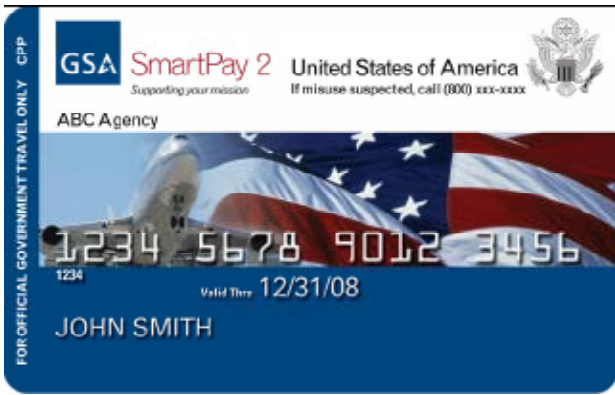 FOR OFFICIAL GOVERNMENT TRAVEL ONLY CPP
GSA SmartPay 2
Supporting your mission
United States of America
If misuse suspected, call (800) xxx-xxxx
ABC Agency
1234 5678 9012 3456
1234
Valid Thru 12/31/08
JOHN SMITH